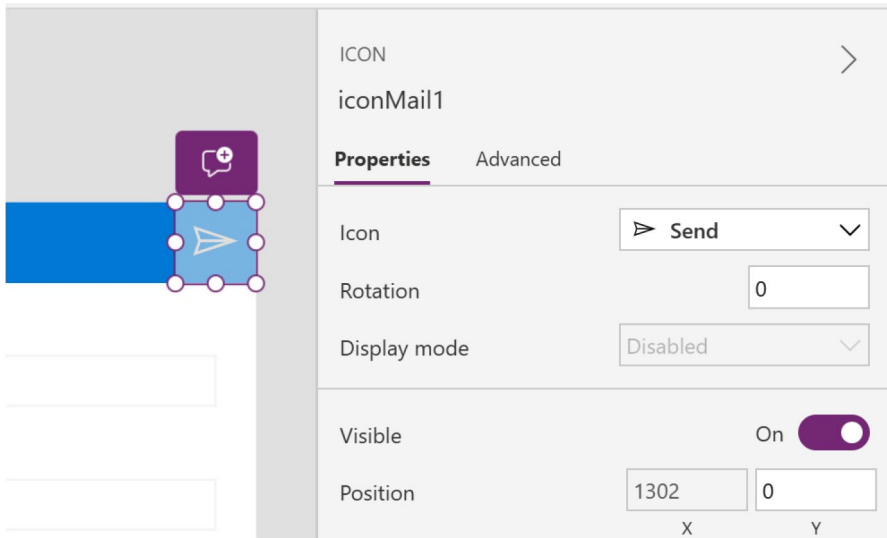 ICON
iconMail1
Properties Advanced
Icon Send
Rotation 0
Display mode Disabled
Visible On
Position 1302 0
X Y